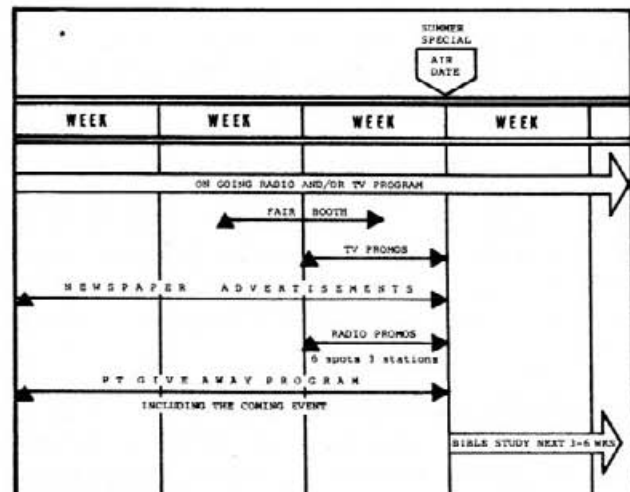 SUMMER
SPECIAL
AIR
DATE
WEEK WEEK WEEK WEEK
ON GOING RADIO AND/OR TV PROGRAM
FAIR BOOTH
TV PROMOS
NEWSPAPER ADVERTISEMENTS
RADIO PROMOS
6 spots 3 stations
PT GIVE AWAY PROGRAM
INCLUDING THE COMING EVENT
BIBLE STUDY NEXT 3-6 WKS